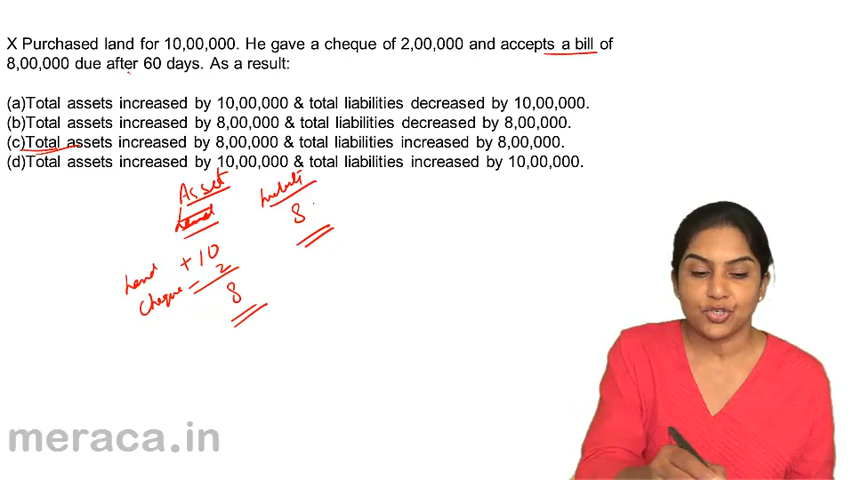 X Purchased land for 10,00,000. He gave a cheque of 2,00,000 and accepts a bill of
8,00,000 due after 60 days. As a result:
(a)Total assets increased by 10,00,000 & total liabilities decreased by 10,00,000.
(b)Total assets increased by 8,00,000 & total liabilities decreased by 8,00,000.
(c)Total assets increased by 8,00,000 & total liabilities increased by 8,00,000.
(d)Total assets increased by 10,00,000 & total liabilities increased by 10,00,000.
Asset
Land
8
Land +10
Cheque - 2
8
meraca.in